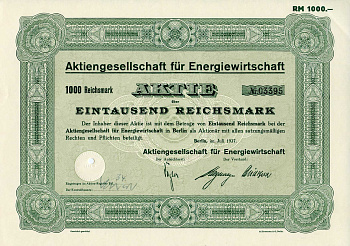 RM 1000.—
Aktiengesellschaft für Energiewirtschaft
1000 Reichsmark AKTIE № 03395
über
EINTAUSEND REICHSMARK
Der Inhaber dieser Aktie ist mit dem Betrage von Eintausend Reichsmark bei der
Aktiengesellschaft für Energiewirtschaft in Berlin als Aktionär mit allen satzungsmäßigen
Rechten und Pflichten beteiligt.
Berlin, im Juli 1937.
Aktiengesellschaft für Energiewirtschaft
Der Aufsichtsrat: Der Vorstand: